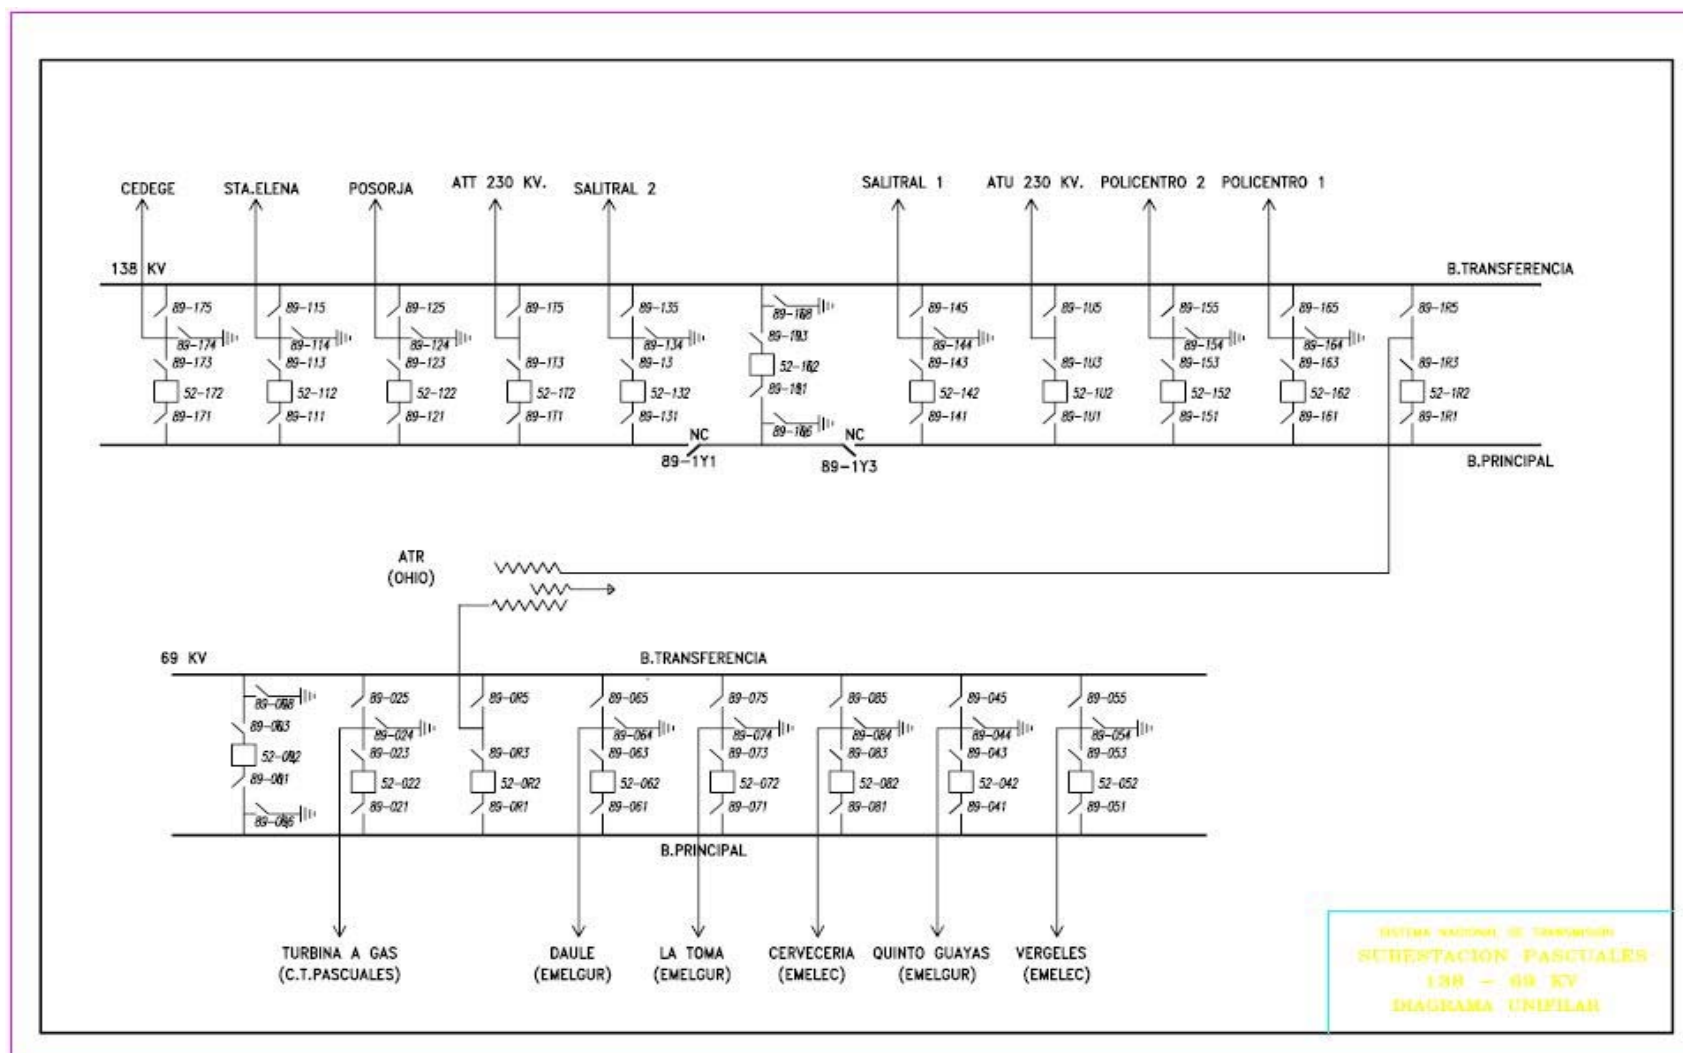 CEDEGE
STA.ELENA
POSORJA
ATT 230 KV.
SALITRAL 2
SALITRAL 1
ATU 230 KV.
POLICENTRO 2
POLICENTRO 1
138 KV
B.TRANSFERENCIA
89-175
89-115
89-125
89-1T5
89-135
89-145
89-1U5
89-155
89-165
89-1R5
89-174
89-114
89-124
89-134
89-144
89-154
89-164
89-173
89-113
89-123
89-1T3
89-13
89-143
89-1U3
89-153
89-163
89-1R3
52-172
52-112
52-122
52-1T2
52-132
52-142
52-1U2
52-152
52-162
52-1R2
89-171
89-111
89-121
89-1T1
89-131
89-141
89-1U1
89-151
89-161
89-1R1
NC
NC
89-1Y1
89-1Y3
B.PRINCIPAL
ATR
(OHIO)
69 KV
B.TRANSFERENCIA
89-025
89-0R5
89-065
89-075
89-085
89-045
89-055
89-024
89-064
89-074
89-084
89-044
89-054
89-023
89-0R3
89-063
89-073
89-083
89-043
89-053
52-022
52-0R2
52-062
52-072
52-082
52-042
52-052
89-021
89-0R1
89-061
89-071
89-081
89-041
89-051
B.PRINCIPAL
TURBINA A GAS
(C.T.PASCUALES)
DAULE
(EMELGUR)
LA TOMA
(EMELGUR)
CERVECERIA
(EMELEC)
QUINTO GUAYAS
(EMELGUR)
VERGELES
(EMELEC)
SISTEMA NACIONAL DE TRANSMISION
SUBESTACION PASCUALES
138 - 69 KV
DIAGRAMA UNIFILAR